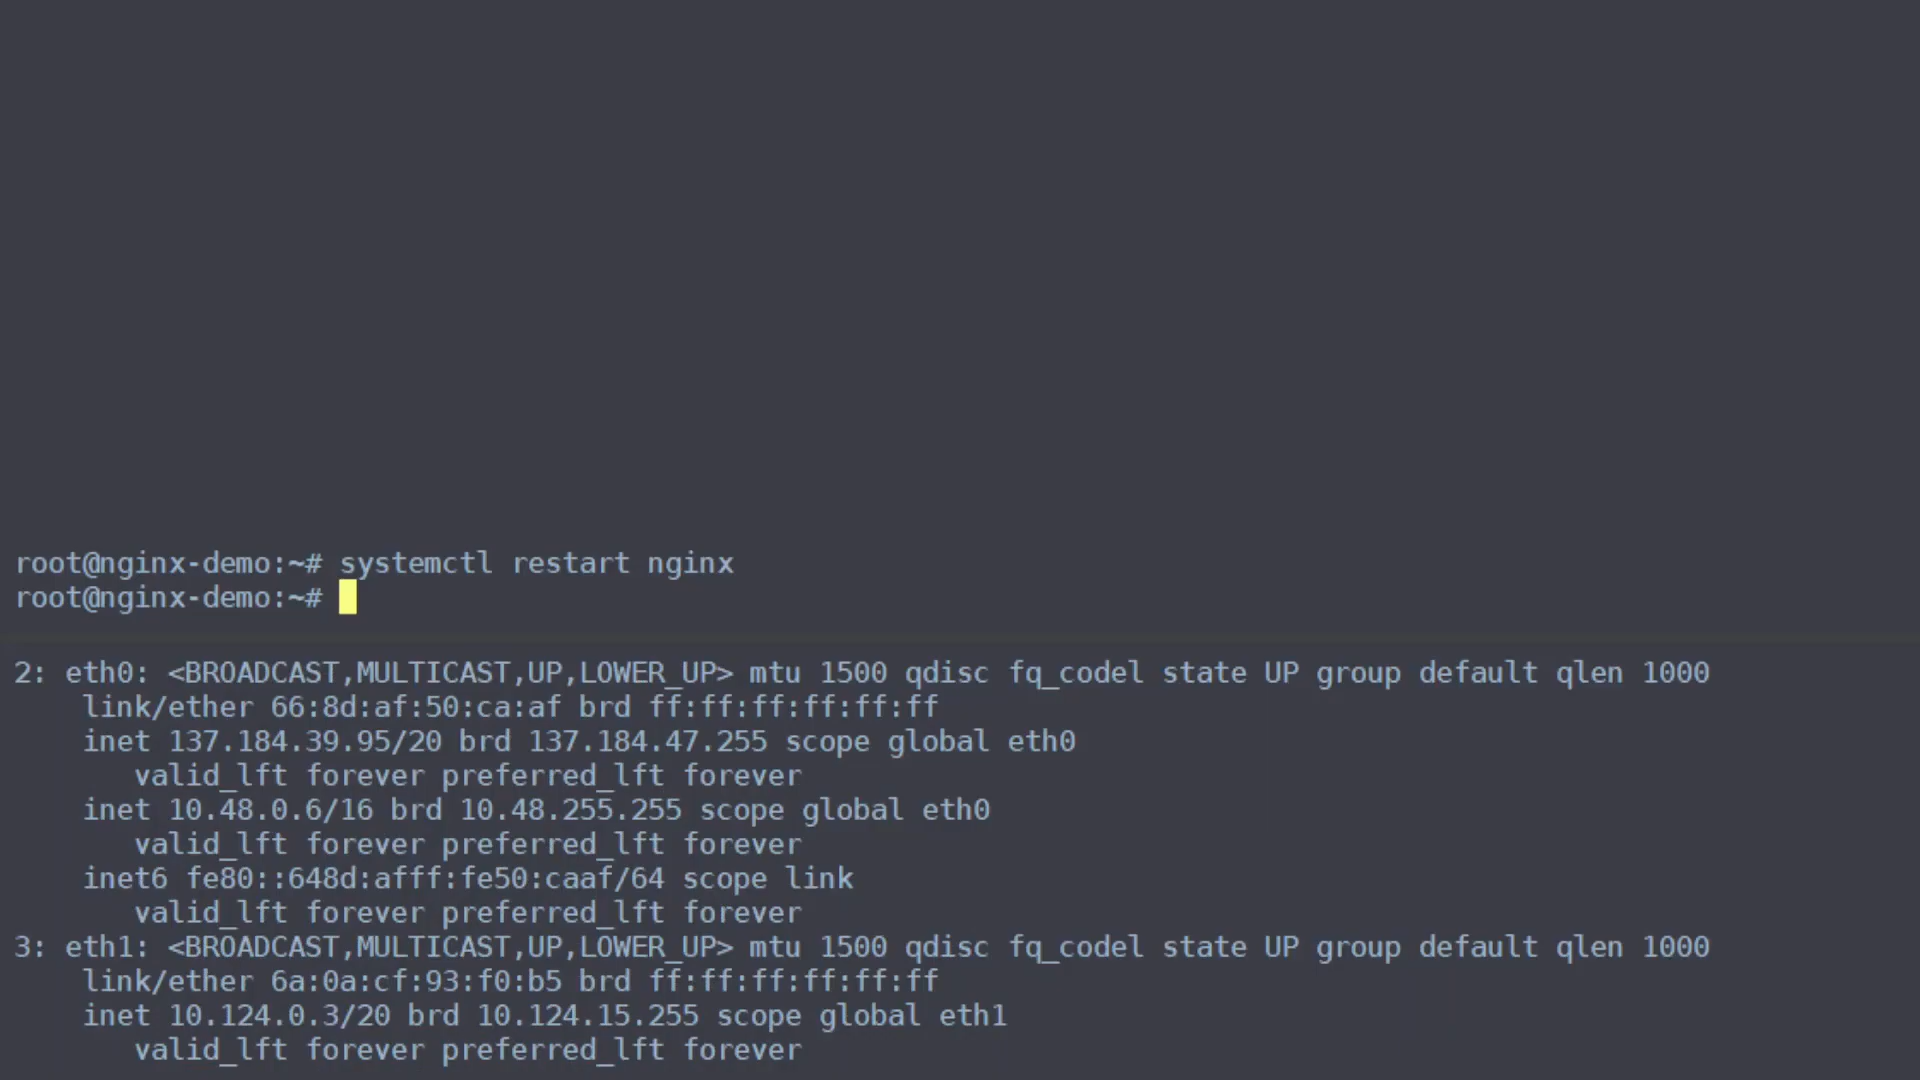 root@nginx-demo:~# systemctl restart nginx
root@nginx-demo:~#
2: eth0: <BROADCAST,MULTICAST,UP,LOWER_UP> mtu 1500 qdisc fq_codel state UP group default qlen 1000
link/ether 66:8d:af:50:ca:af brd ff:ff:ff:ff:ff:ff
inet 137.184.39.95/20 brd 137.184.47.255 scope global eth0
valid_lft forever preferred_lft forever
inet 10.48.0.6/16 brd 10.48.255.255 scope global eth0
valid_lft forever preferred_lft forever
inet6 fe80::648d:afff:fe50:caaf/64 scope link
valid_lft forever preferred_lft forever
3: eth1: <BROADCAST,MULTICAST,UP,LOWER_UP> mtu 1500 qdisc fq_codel state UP group default qlen 1000
link/ether 6a:0a:cf:93:f0:b5 brd ff:ff:ff:ff:ff:ff
inet 10.124.0.3/20 brd 10.124.15.255 scope global eth1
valid_lft forever preferred_lft forever